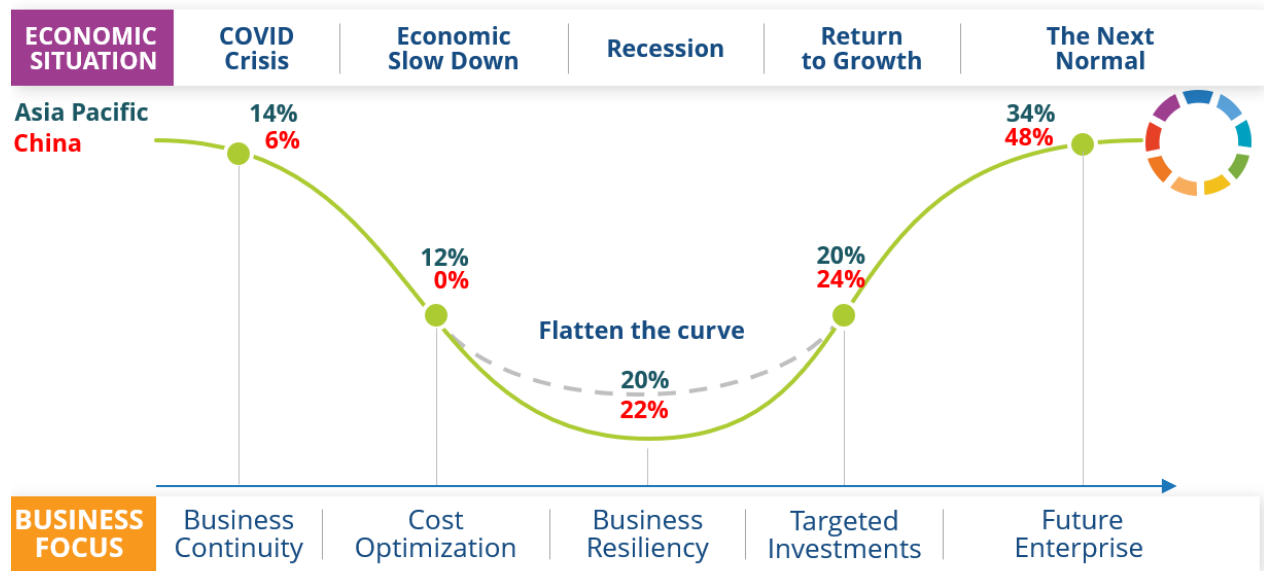 ECONOMIC
SITUATION
COVID
Crisis
Economic
Slow Down
Recession
Return
to Growth
The Next
Normal
Asia Pacific
China
14%
6%
12%
0%
Flatten the curve
20%
22%
20%
24%
34%
48%
BUSINESS
FOCUS
Business
Continuity
Cost
Optimization
Business
Resiliency
Targeted
Investments
Future
Enterprise